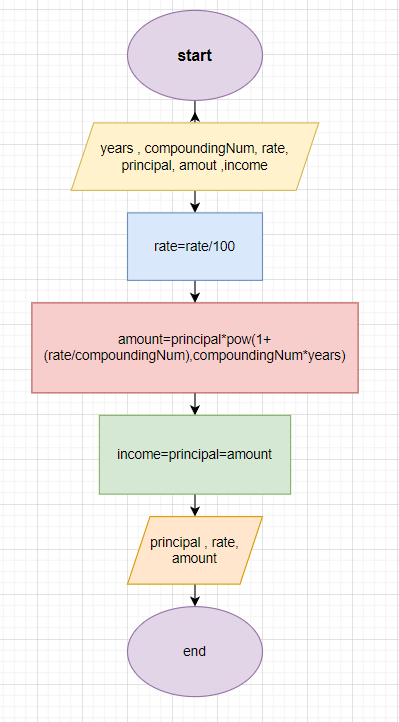 start
years , compoundingNum, rate,
principal, amout ,income
rate=rate/100
amount=principal*pow(1+
(rate/compoundingNum),compoundingNum*years)
income=principal=amount
principal , rate,
amount
end